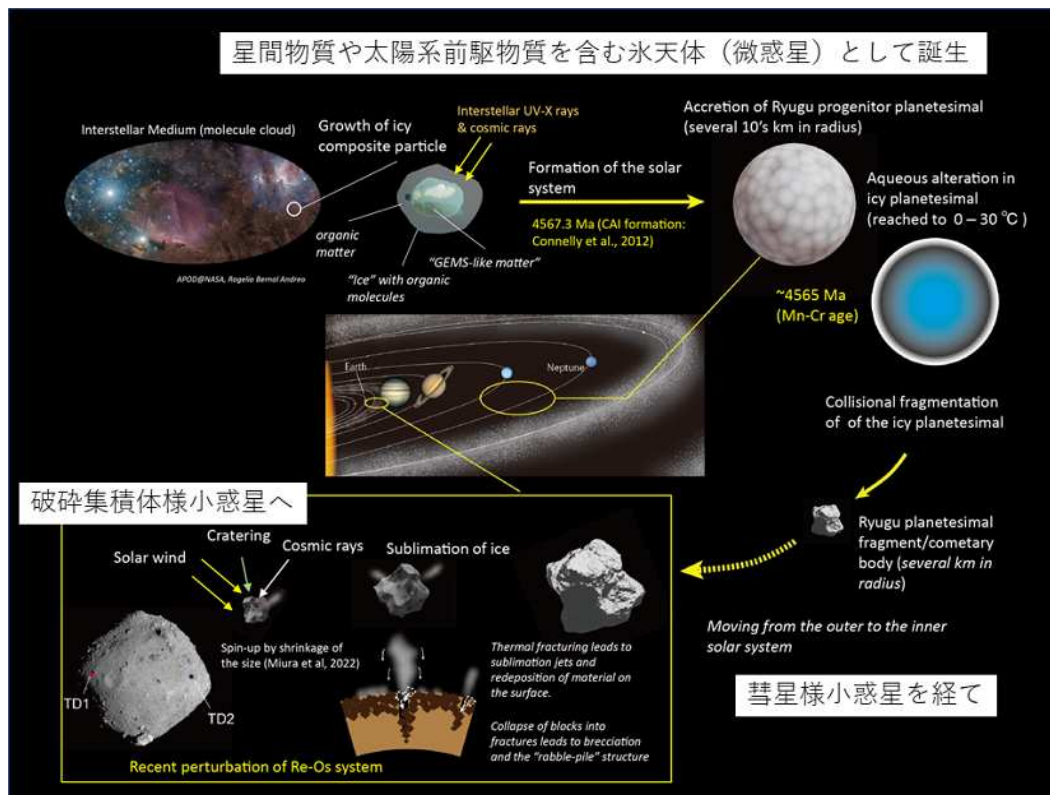 星間物質や太陽系前駆物質を含む氷天体（微惑星）として誕生
Interstellar Medium (molecule cloud)
Growth of icy
composite particle
Interstellar UV-X rays
& cosmic rays
organic
matter
"GEMS-like matter"
"Ice" with organic
molecules
APOD@NASA, Rogelio Bernal Andreo
Formation of the solar
system
4567.3 Ma (CAI formation:
Connelly et al., 2012)
Accretion of Ryugu progenitor planetesimal
(several 10's km in radius)
Aqueous alteration in
icy planetesimal
(reached to 0 – 30 ℃ )
~4565 Ma
(Mn-Cr age)
Earth
Neptune
Collisional fragmentation
of of the icy planetesimal
Ryugu planetesimal
fragment/cometary
body (several km in
radius)
Moving from the outer to the inner
solar system
彗星様小惑星を経て
破砕集積体様小惑星へ
Cratering
Solar wind
Cosmic rays
Sublimation of ice
Spin-up by shrinkage of
the size (Miura et al, 2022)
TD1
TD2
Thermal fracturing leads to
sublimation jets and
redeposition of material on
the surface.
Collapse of blocks into
fractures leads to brecciation
and the "rabble-pile" structure
Recent perturbation of Re-Os system